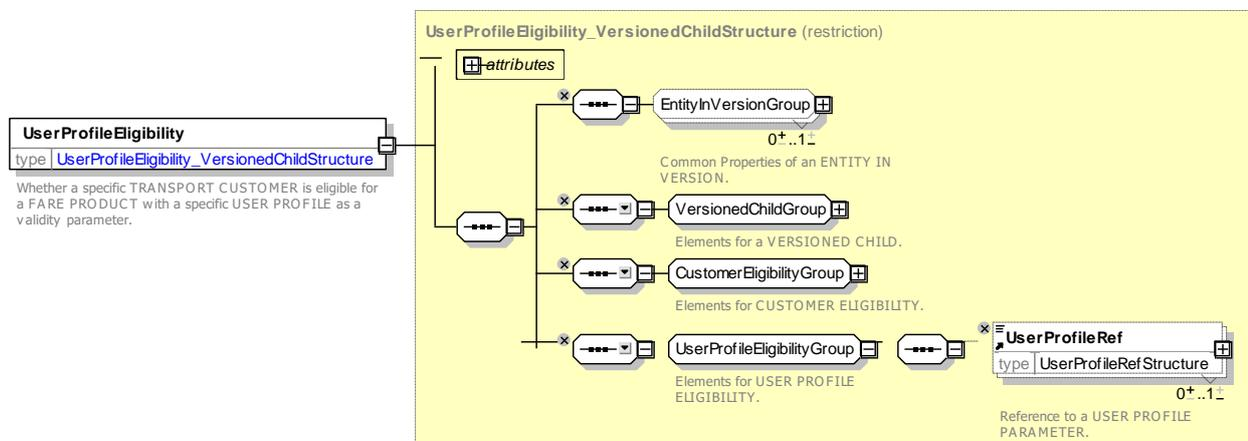 UserProfileEligibility_VersionedChildStructure (restriction)
attributes
EntityInVersionGroup
0..1
Common Properties of an ENTITY IN
VERSION.
UserProfileEligibility
type UserProfileEligibility_VersionedChildStructure
Whether a specific TRANSPORT CUSTOMER is eligible for
a FARE PRODUCT with a specific USER PROFILE as a
validity parameter.
VersionedChildGroup
Elements for a VERSIONED CHILD.
CustomerEligibilityGroup
Elements for CUSTOMER ELIGIBILITY.
UserProfileEligibilityGroup
Elements for USER PROFILE
ELIGIBILITY.
UserProfileRef
type UserProfileRefStructure
0..1
Reference to a USER PROFILE
PARAMETER.